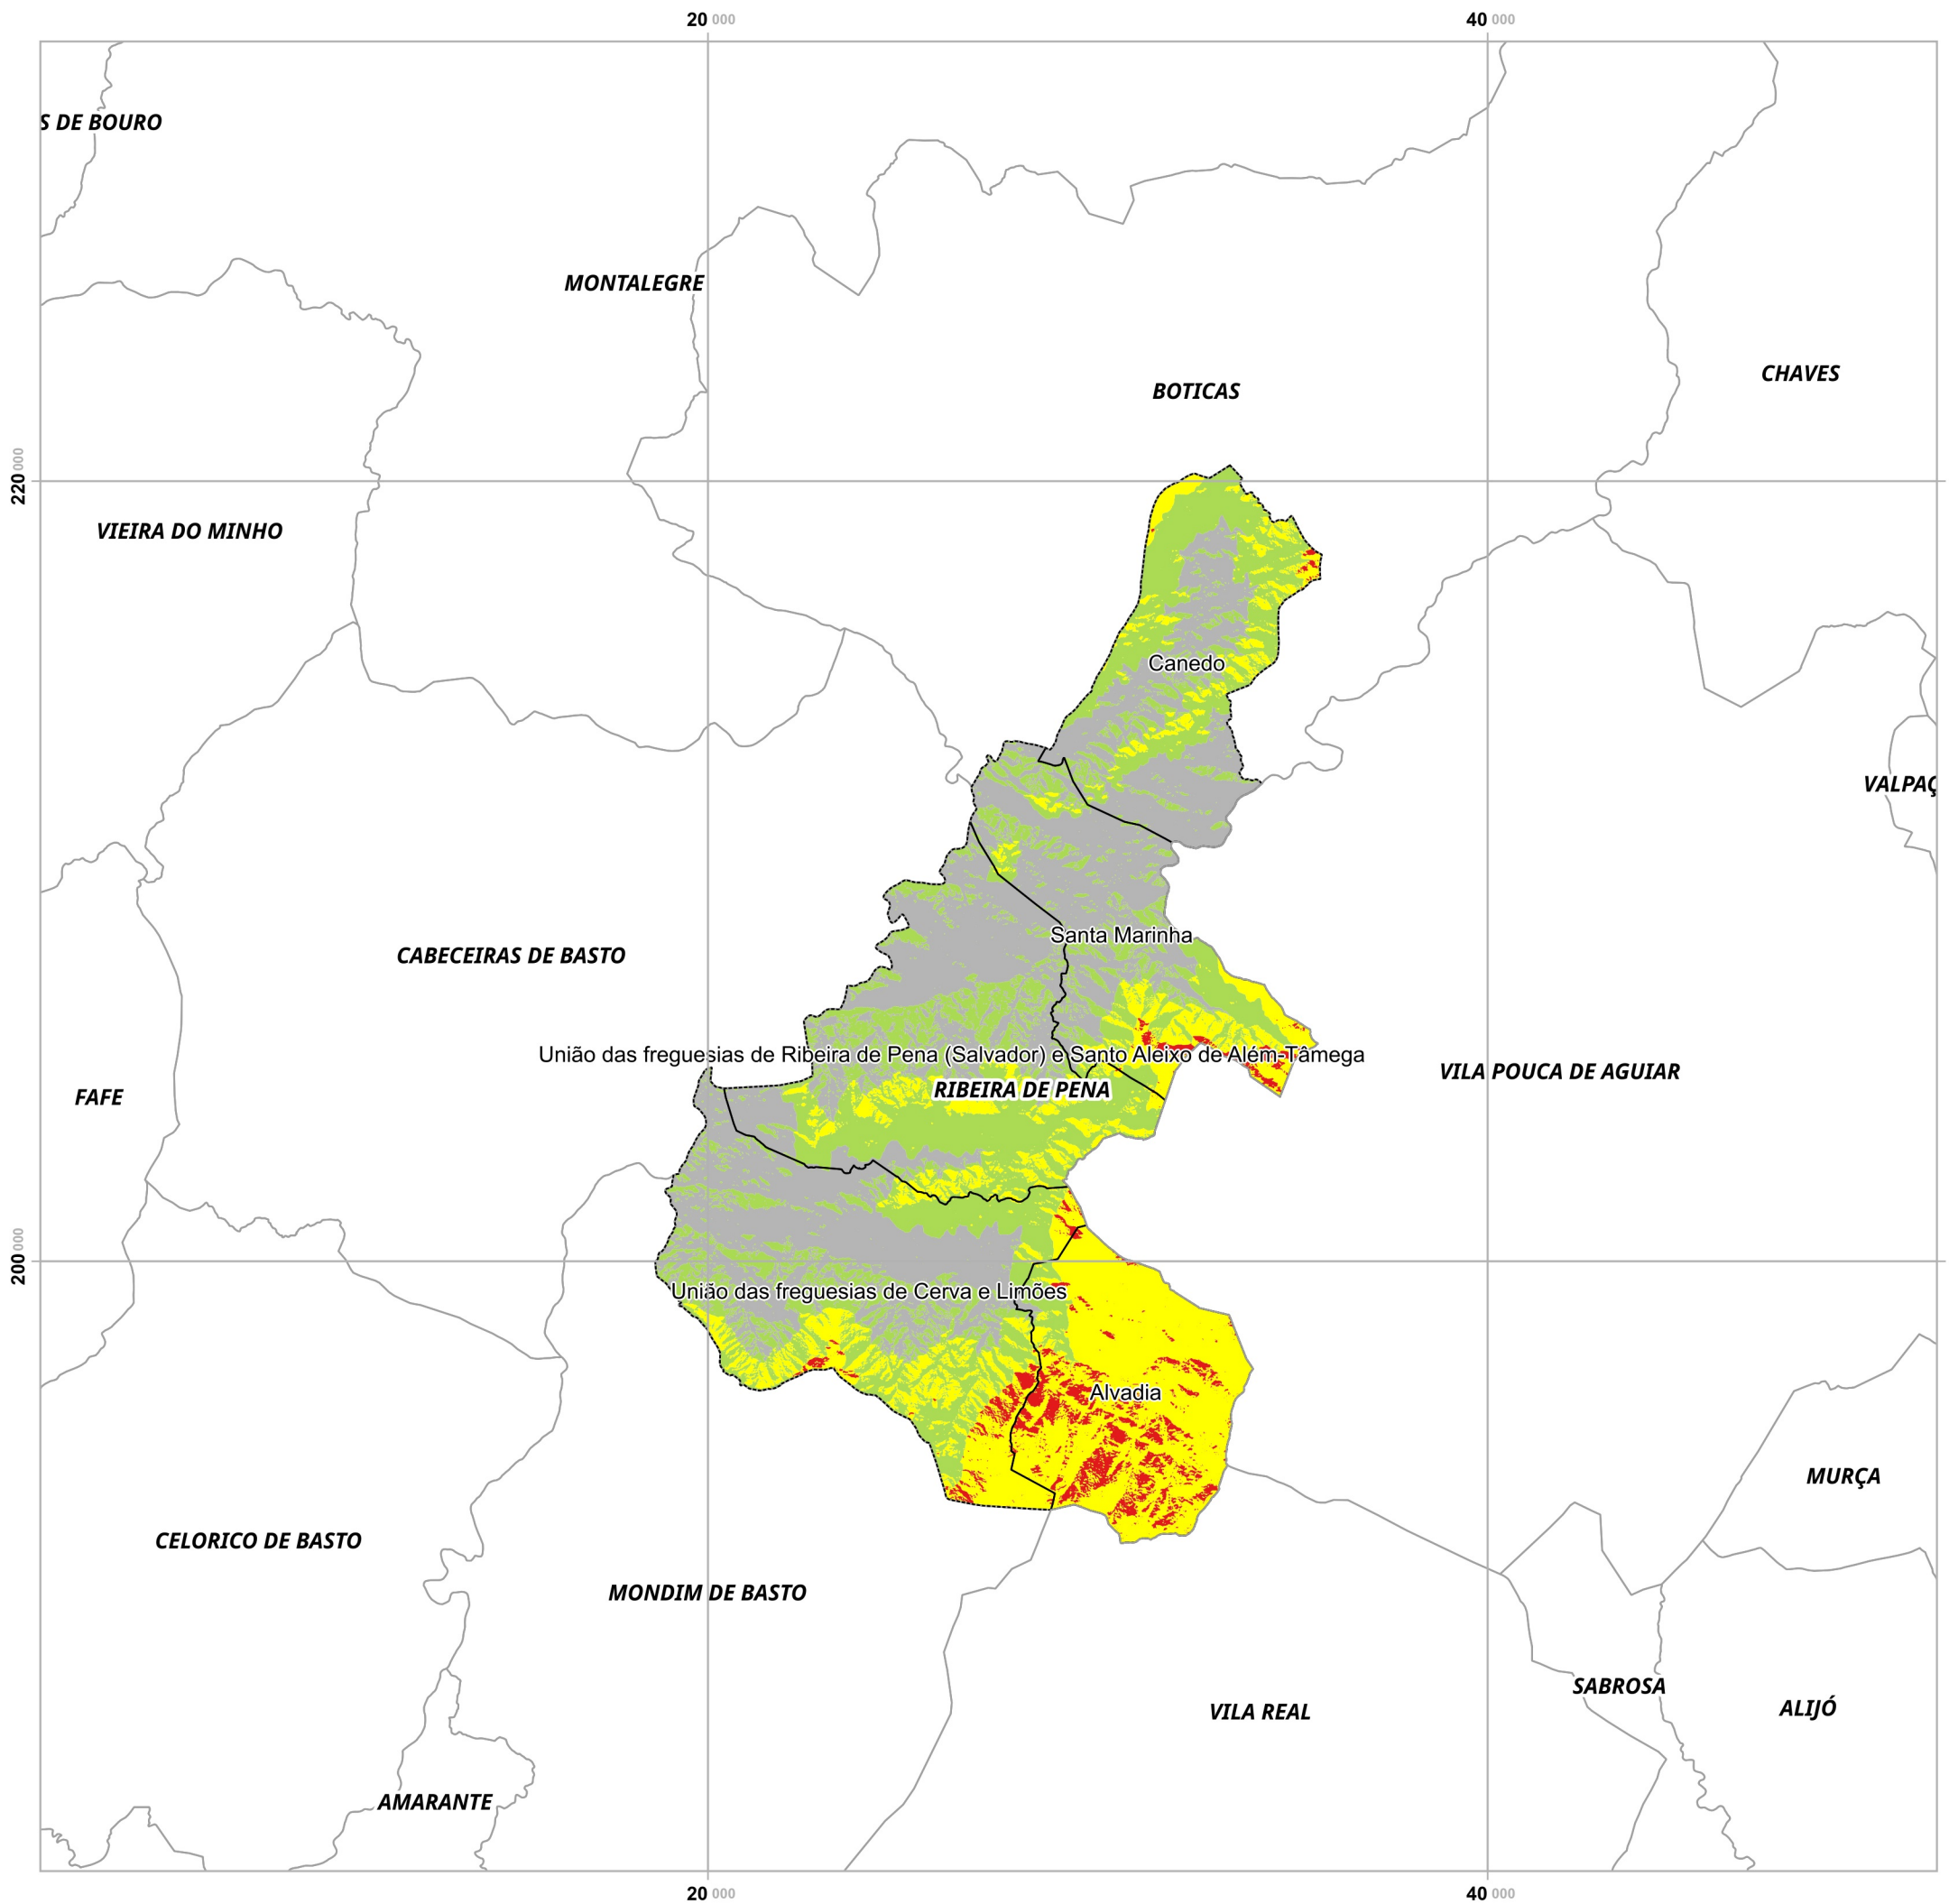 20 000
40 000
S DE BOURO
MONTALEGRE
CHAVES
BOTICAS
220 000
VIEIRA DO MINHO
Canedo
VALPAÇ
Santa Marinha
CABECEIRAS DE BASTO
União das freguesias de Ribeira de Pena (Salvador) e Santo Aleixo de Além-Tâmega
VILA POUCA DE AGUIAR
RIBEIRA DE PENA
FAFE
200 000
União das freguesias de Cerva e Limões
Alvadia
MURÇA
CELORICO DE BASTO
MONDIM DE BASTO
SABROSA
ALIJÓ
VILA REAL
AMARANTE
20 000
40 000